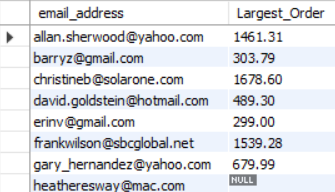 email_address Largest_Order
allan.sherwood@yahoo.com 1461.31
barryz@gmail.com 303.79
christineb@solarone.com 1678.60
david.goldstein@hotmail.com 489.30
erinv@gmail.com 299.00
frankwilson@sbcglobal.net 1539.28
gary_hernandez@yahoo.com 679.99
heatheresway@mac.com NULL